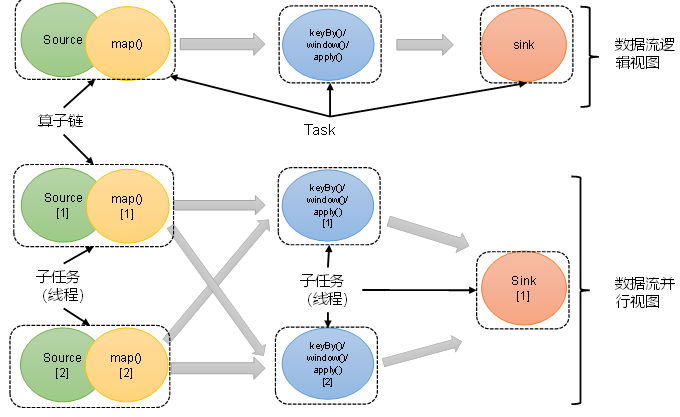 Source
map()
keyBy()/
window()/
apply()
sink
数据流逻
辑视图
算子链
Task
Source
[1]
map()
[1]
keyBy()/
window()/
apply()
[1]
子任务
(线程)
子任务
(线程)
Sink
[1]
数据流并
行视图
Source
[2]
map()
[2]
keyBy()/
window()/
apply()
[2]